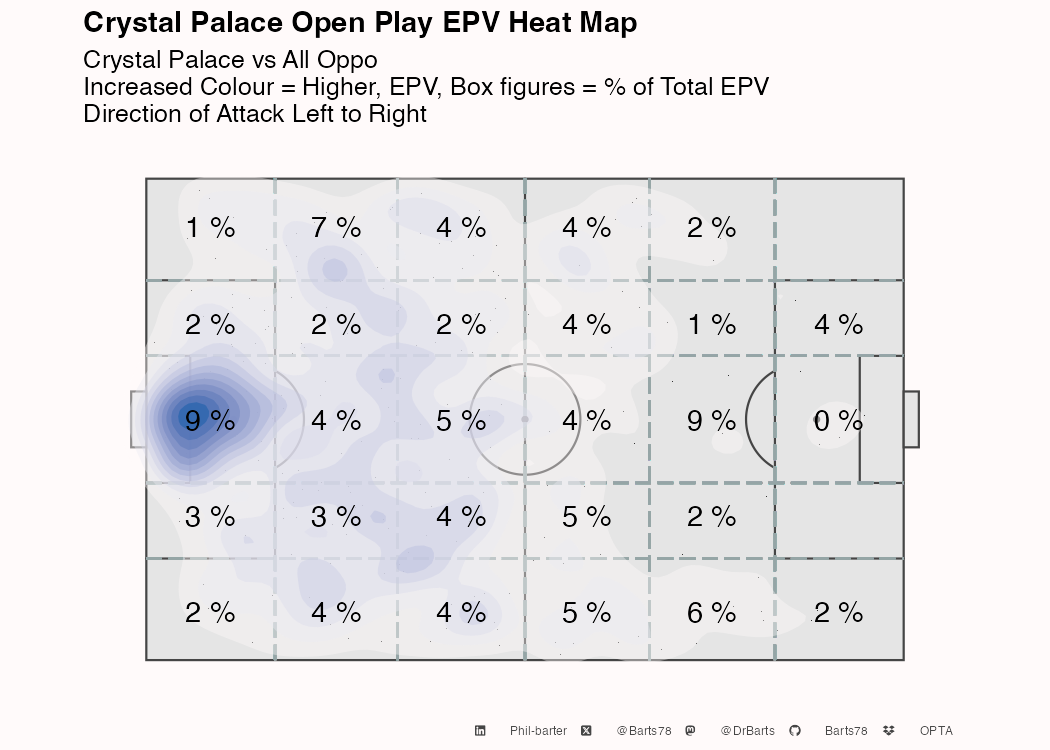 Crystal Palace Open Play EPV Heat Map
Crystal Palace vs All Oppo
Increased Colour = Higher, EPV, Box figures = % of Total EPV
Direction of Attack Left to Right
1 % 7 % 4 % 4 % 2 %
2 % 2 % 2 % 4 % 1 % 4 %
9 % 4 % 5 % 4 % 9 % 0 %
3 % 3 % 4 % 5 % 2 %
2 % 4 % 4 % 5 % 6 % 2 %
Phil-barter @Barts78 @DrBarts Barts78 OPTA